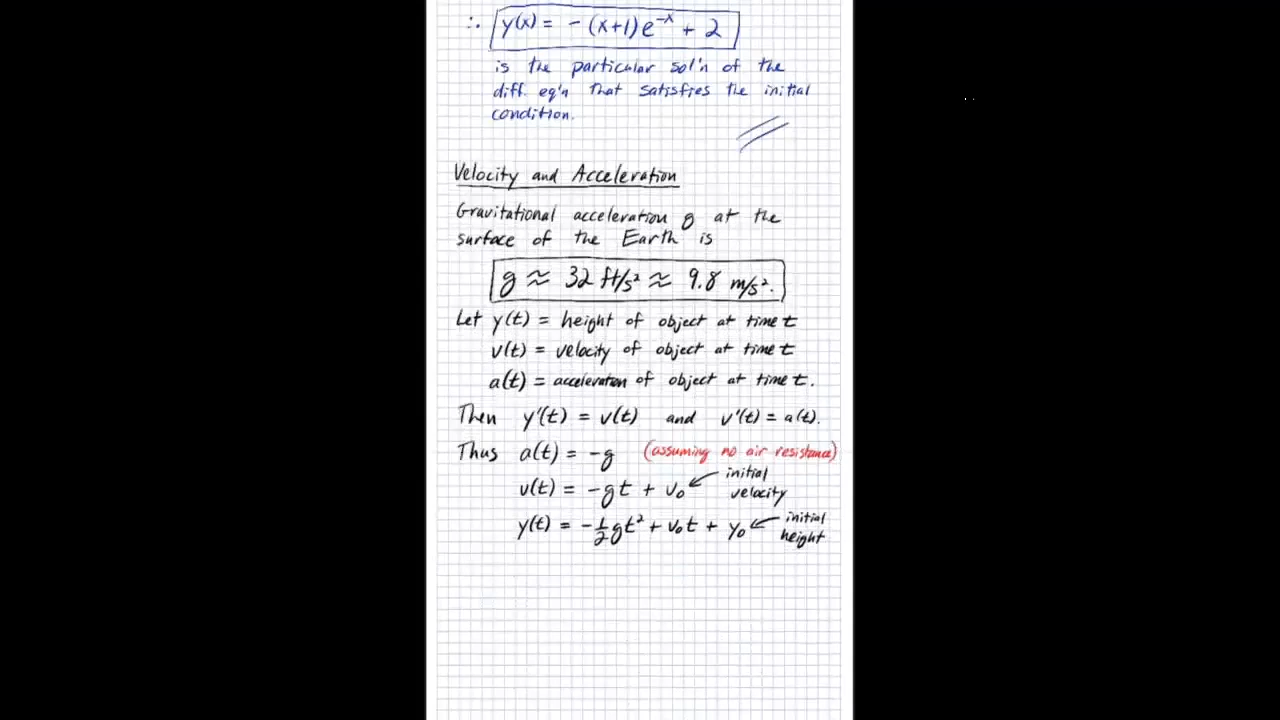 ∴ y(x) = -(x+1)e⁻ˣ + 2
is the particular sol'n of the
diff. eq'n that satisfies the initial
condition.
Velocity and Acceleration
Gravitational acceleration g at the
surface of the Earth is
g ≈ 32 ft/s² ≈ 9.8 m/s².
Let y(t) = height of object at time t
v(t) = velocity of object at time t
a(t) = acceleration of object at time t.
Then y'(t) = v(t) and v'(t) = a(t).
Thus a(t) = -g (assuming no air resistance)
v(t) = -gt + v₀ ← initial velocity
y(t) = -½gt² + v₀t + y₀ ← initial height